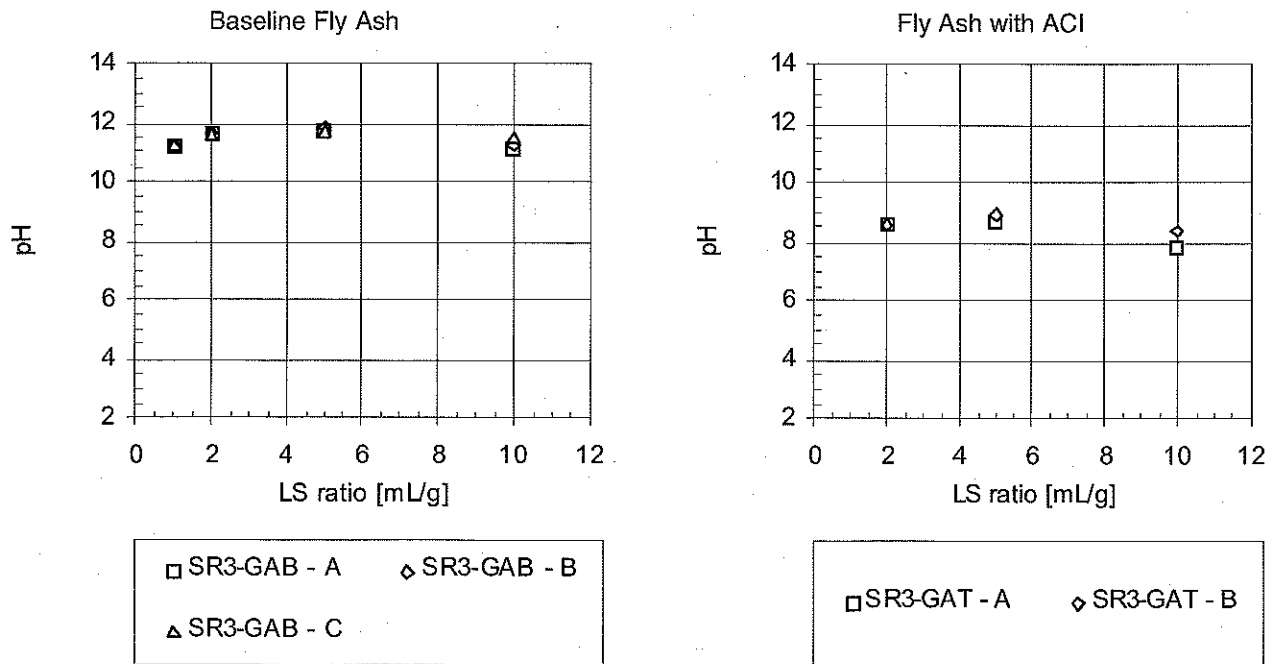 Baseline Fly Ash
14
12
10
8
6
4
2
pH
0 2 4 6 8 10 12
LS ratio [mL/g]
SR3-GAB - A SR3-GAB - B
SR3-GAB - C
Fly Ash with ACI
14
12
10
8
6
4
2
pH
0 2 4 6 8 10 12
LS ratio [mL/g]
SR3-GAT - A SR3-GAT - B